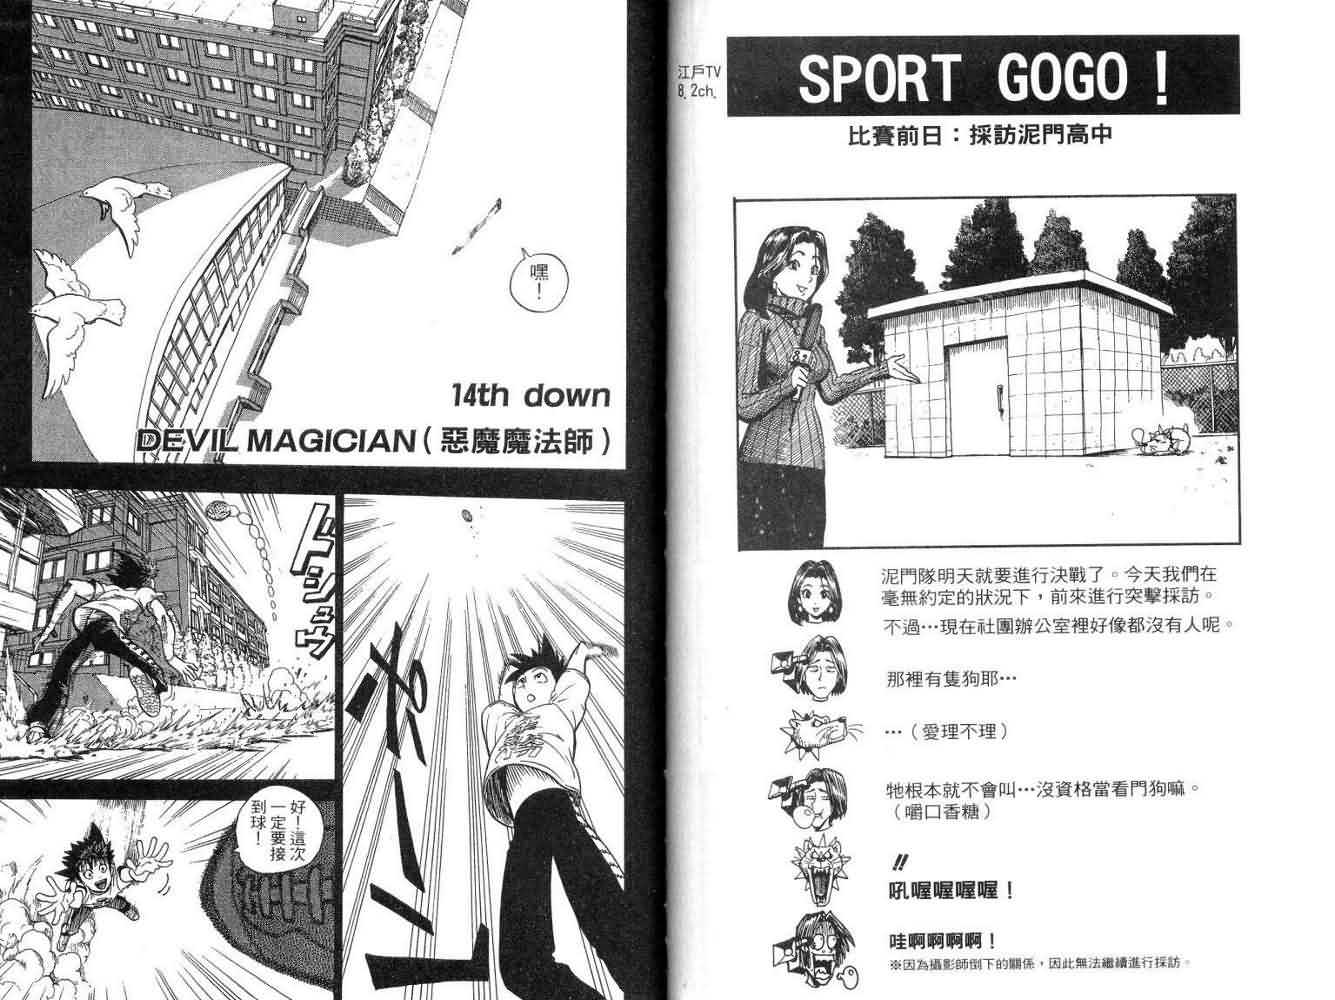 江戶TV
8.2ch.
SPORT GOGO!
比賽前日：採訪泥門高中
82
泥門隊明天就要進行決戰了。今天我們在
毫無約定的狀況下，前來進行突擊採訪。
不過…現在社團辦公室裡好像都沒有人呢。
那裡有隻狗耶…
…（愛理不理）
牠根本就不會叫…沒資格當看門狗嘛。
（嚼口香糖）
!!
吼喔喔喔喔！
哇啊啊啊啊！
※因為攝影師倒下的關係，因此無法繼續進行採訪。
嘿！
14th down
DEVIL MAGICIAN（惡魔魔法師）
ポーーーン
ドシュウ
好！這次
一定要接
到球！